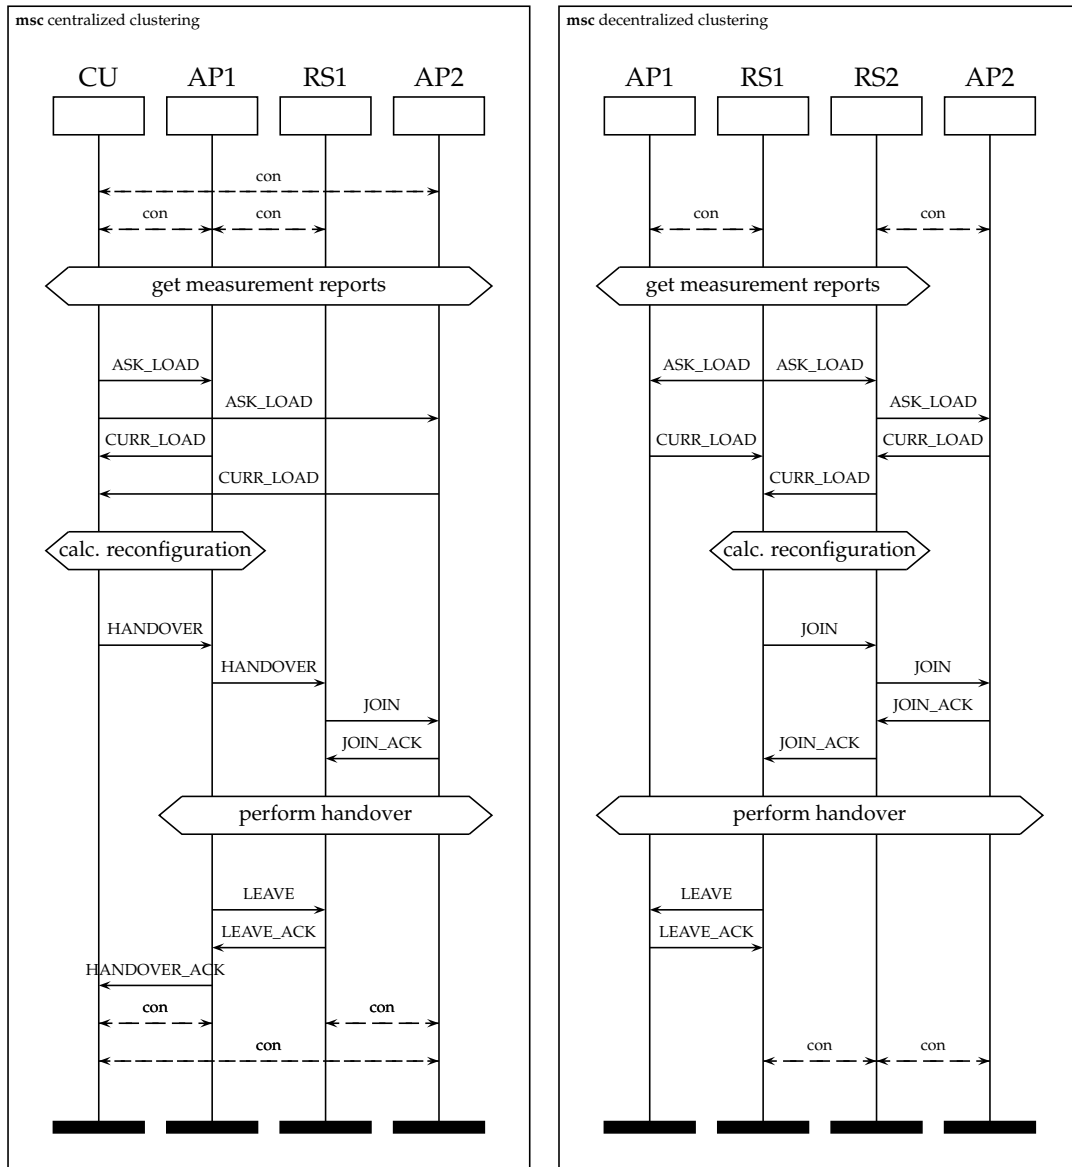 msc centralized clustering
CU AP1 RS1 AP2
con
con con
get measurement reports
ASK_LOAD
ASK_LOAD
CURR_LOAD
CURR_LOAD
calc. reconfiguration
HANDOVER
HANDOVER
JOIN
JOIN_ACK
perform handover
LEAVE
LEAVE_ACK
HANDOVER_ACK
con con
con
msc decentralized clustering
AP1 RS1 RS2 AP2
con con
get measurement reports
ASK_LOAD ASK_LOAD
ASK_LOAD
CURR_LOAD CURR_LOAD
CURR_LOAD
calc. reconfiguration
JOIN
JOIN
JOIN_ACK
JOIN_ACK
perform handover
LEAVE
LEAVE_ACK
con con